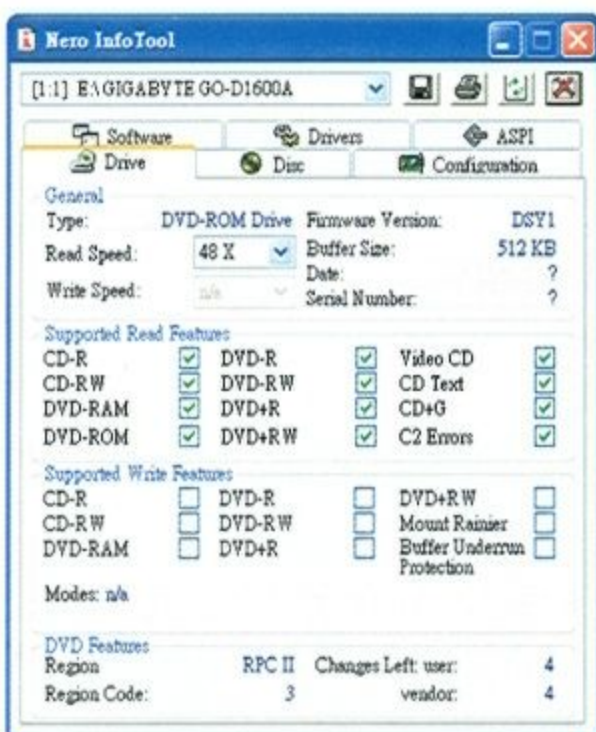 Nero InfoTool
[1:1] E:\GIGABYTE GO-D1600A
Software Drivers ASPI
Drive Disc Configuration
General
Type: DVD-ROM Drive Firmware Version: DSY1
Read Speed: 48 X Buffer Size: 512 KB
Date: ?
Write Speed: n/a Serial Number: ?
Supported Read Features
CD-R DVD-R Video CD
CD-RW DVD-RW CD Text
DVD-RAM DVD+R CD+G
DVD-ROM DVD+RW C2 Errors
Supported Write Features
CD-R DVD-R DVD+RW
CD-RW DVD-RW Mount Rainier
DVD-RAM DVD+R Buffer Underrun
Protection
Modes: n/a
DVD Features
Region RPC II Changes Left: user: 4
Region Code: 3 vendor: 4